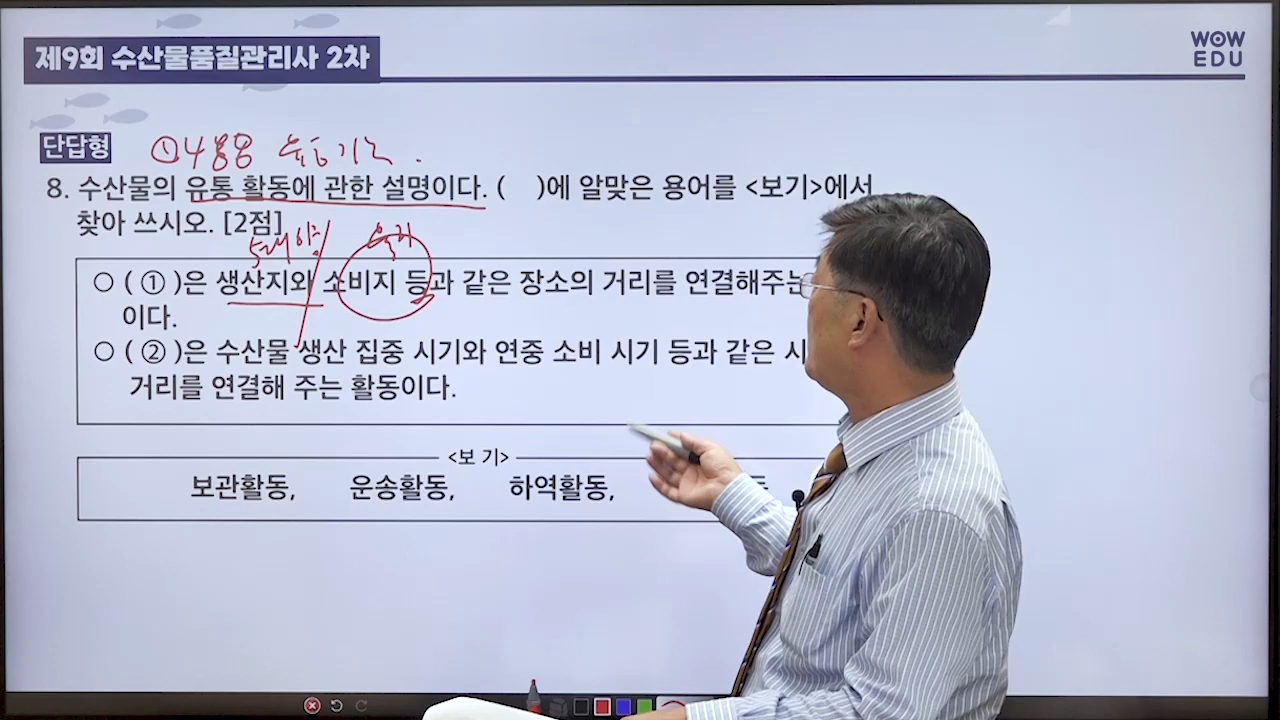 제9회 수산물품질관리사 2차
WOW
EDU
단답형
8. 수산물의 유통 활동에 관한 설명이다. ( )에 알맞은 용어를 <보기>에서
찾아 쓰시오. [2점]
○ ( ① )은 생산지와 소비지 등과 같은 장소의 거리를 연결해주는
이다.
○ ( ② )은 수산물 생산 집중 시기와 연중 소비 시기 등과 같은 시
거리를 연결해 주는 활동이다.
<보 기>
보관활동, 운송활동, 하역활동,